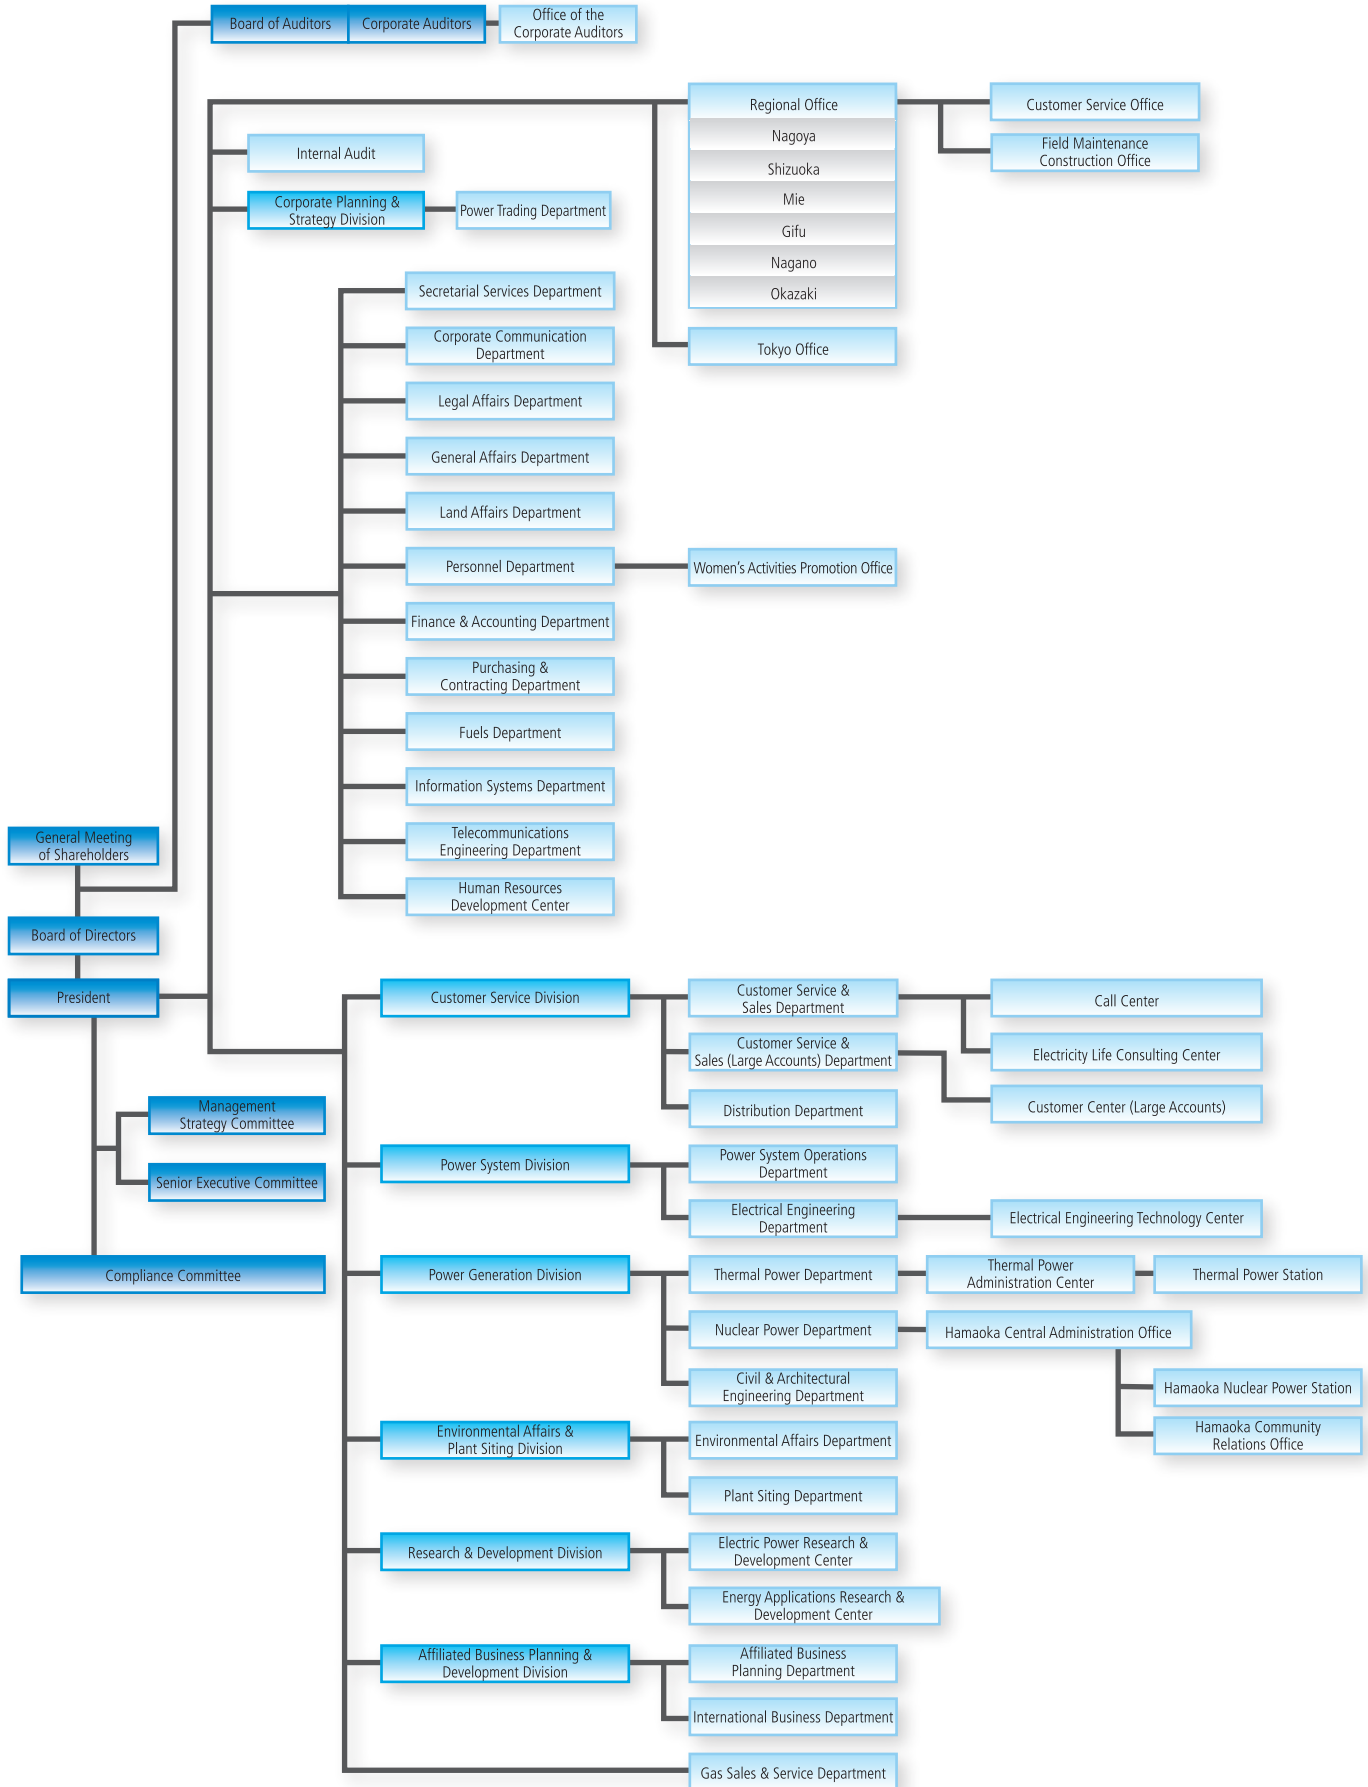 Board of Auditors
Corporate Auditors
Office of the
Corporate Auditors
Regional Office
Nagoya
Shizuoka
Mie
Gifu
Nagano
Okazaki
Customer Service Office
Field Maintenance
Construction Office
Internal Audit
Corporate Planning &
Strategy Division
Power Trading Department
Tokyo Office
Secretarial Services Department
Corporate Communication
Department
Legal Affairs Department
General Affairs Department
Land Affairs Department
Personnel Department
Women's Activities Promotion Office
Finance & Accounting Department
Purchasing &
Contracting Department
Fuels Department
Information Systems Department
Telecommunications
Engineering Department
Human Resources
Development Center
General Meeting
of Shareholders
Board of Directors
President
Management
Strategy Committee
Senior Executive Committee
Compliance Committee
Customer Service Division
Customer Service &
Sales Department
Call Center
Electricity Life Consulting Center
Customer Service &
Sales (Large Accounts) Department
Customer Center (Large Accounts)
Distribution Department
Power System Division
Power System Operations
Department
Electrical Engineering
Department
Electrical Engineering Technology Center
Power Generation Division
Thermal Power Department
Thermal Power
Administration Center
Thermal Power Station
Nuclear Power Department
Hamaoka Central Administration Office
Hamaoka Nuclear Power Station
Hamaoka Community
Relations Office
Civil & Architectural
Engineering Department
Environmental Affairs &
Plant Siting Division
Environmental Affairs Department
Plant Siting Department
Research & Development Division
Electric Power Research &
Development Center
Energy Applications Research &
Development Center
Affiliated Business Planning &
Development Division
Affiliated Business
Planning Department
International Business Department
Gas Sales & Service Department